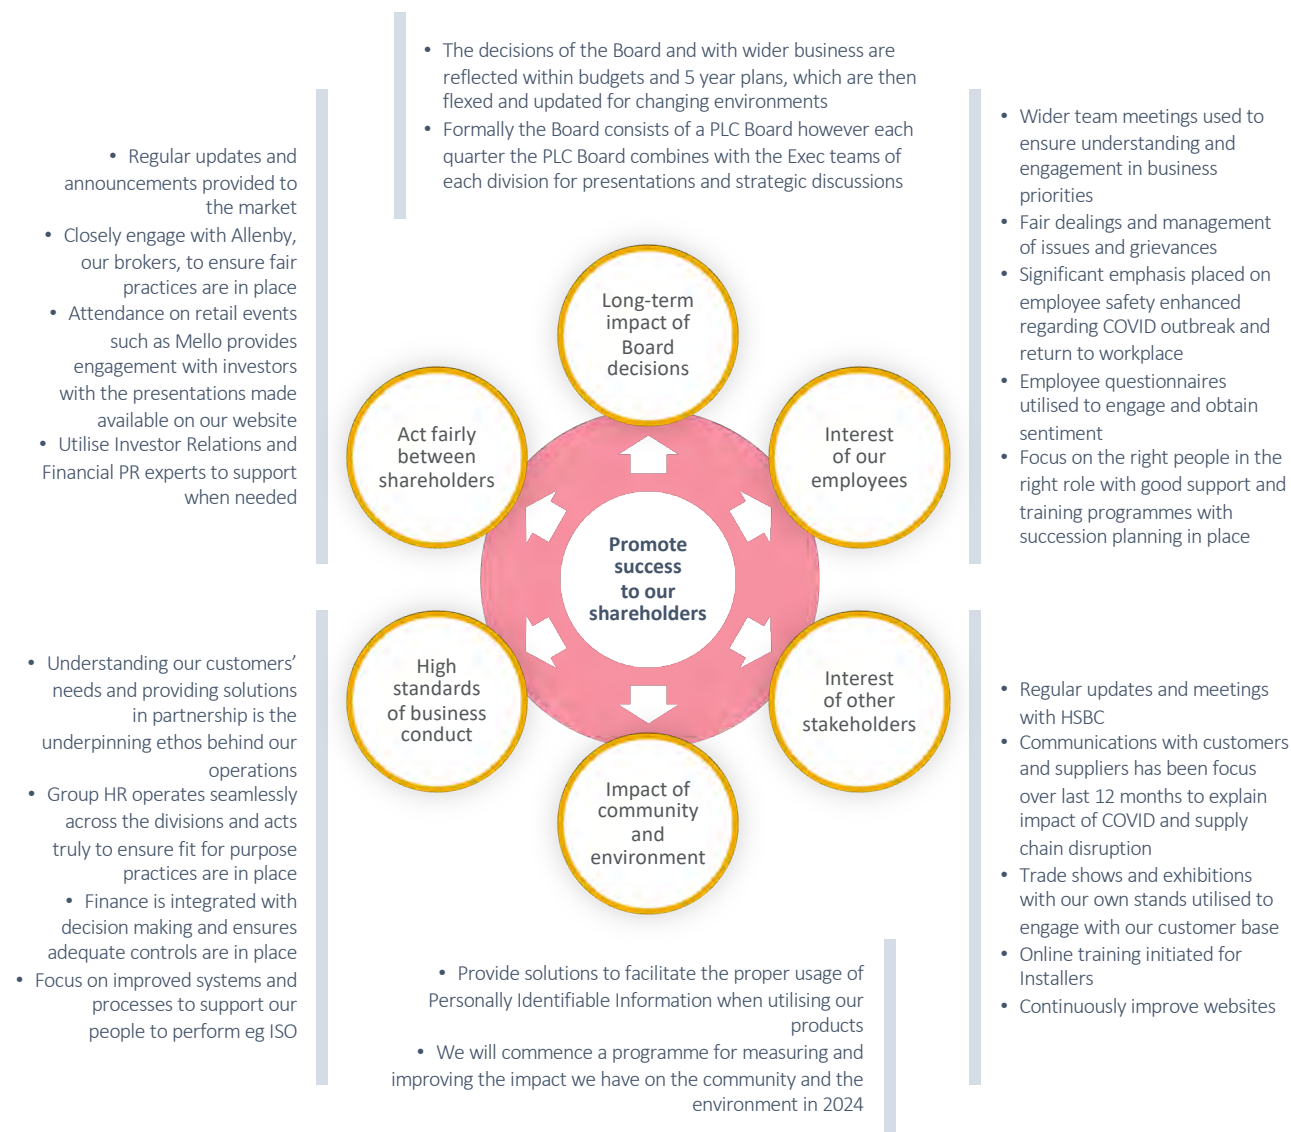 • The decisions of the Board and with wider business are
reflected within budgets and 5 year plans, which are then
flexed and updated for changing environments
• Formally the Board consists of a PLC Board however each
quarter the PLC Board combines with the Exec teams of
each division for presentations and strategic discussions
• Regular updates and
announcements provided to
the market
• Closely engage with Allenby,
our brokers, to ensure fair
practices are in place
• Attendance on retail events
such as Mello provides
engagement with investors
with the presentations made
available on our website
• Utilise Investor Relations and
Financial PR experts to support
when needed
• Wider team meetings used to
ensure understanding and
engagement in business
priorities
• Fair dealings and management
of issues and grievances
• Significant emphasis placed on
employee safety enhanced
regarding COVID outbreak and
return to workplace
• Employee questionnaires
utilised to engage and obtain
sentiment
• Focus on the right people in the
right role with good support and
training programmes with
succession planning in place
Long-term
impact of
Board
decisions
Act fairly
between
shareholders
Interest
of our
employees
Promote
success
to our
shareholders
High
standards
of business
conduct
Interest
of other
stakeholders
Impact of
community
and
environment
• Understanding our customers’
needs and providing solutions
in partnership is the
underpinning ethos behind our
operations
• Group HR operates seamlessly
across the divisions and acts
truly to ensure fit for purpose
practices are in place
• Finance is integrated with
decision making and ensures
adequate controls are in place
• Focus on improved systems and
processes to support our
people to perform eg ISO
• Regular updates and meetings
with HSBC
• Communications with customers
and suppliers has been focus
over last 12 months to explain
impact of COVID and supply
chain disruption
• Trade shows and exhibitions
with our own stands utilised to
engage with our customer base
• Online training initiated for
Installers
• Continuously improve websites
• Provide solutions to facilitate the proper usage of
Personally Identifiable Information when utilising our
products
• We will commence a programme for measuring and
improving the impact we have on the community and the
environment in 2024